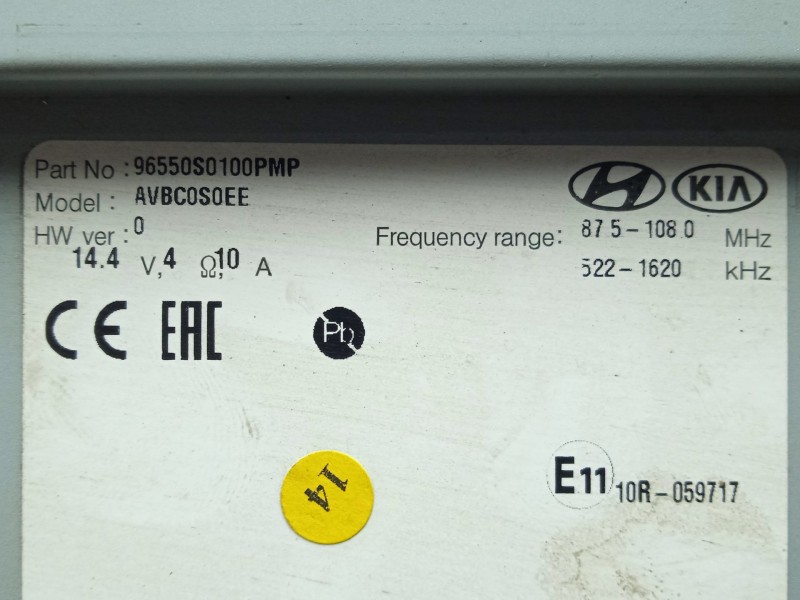 Part No : 96550S0100PMP
Model : AVBC0S0EE
HW ver : 0
14.4 V, 4 Ω, 10 A
KIA
Frequency range: 87 5-108 0 MHz
522-1620 kHz
CE EAC
Pb
14
E11 10R-059717